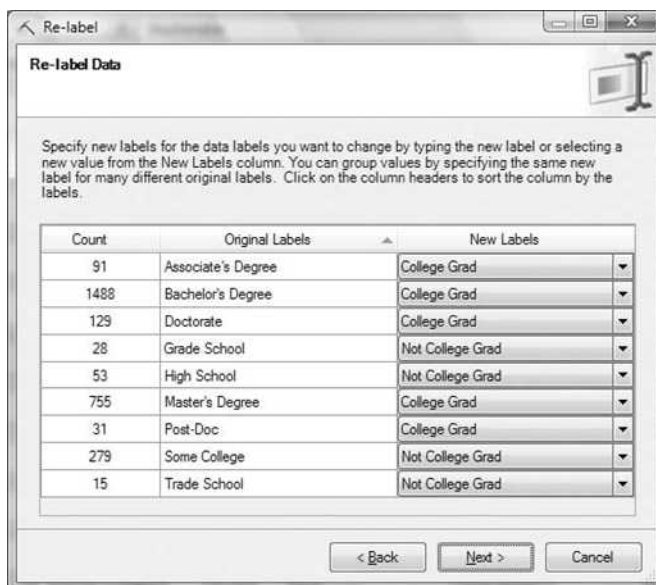 Re-label
Re-label Data
Specify new labels for the data labels you want to change by typing the new label or selecting a
new value from the New Labels column. You can group values by specifying the same new
label for many different original labels. Click on the column headers to sort the column by the
labels.
Count Original Labels New Labels
91 Associate's Degree College Grad
1488 Bachelor's Degree College Grad
129 Doctorate College Grad
28 Grade School Not College Grad
53 High School Not College Grad
755 Master's Degree College Grad
31 Post-Doc College Grad
279 Some College Not College Grad
15 Trade School Not College Grad
< Back Next > Cancel